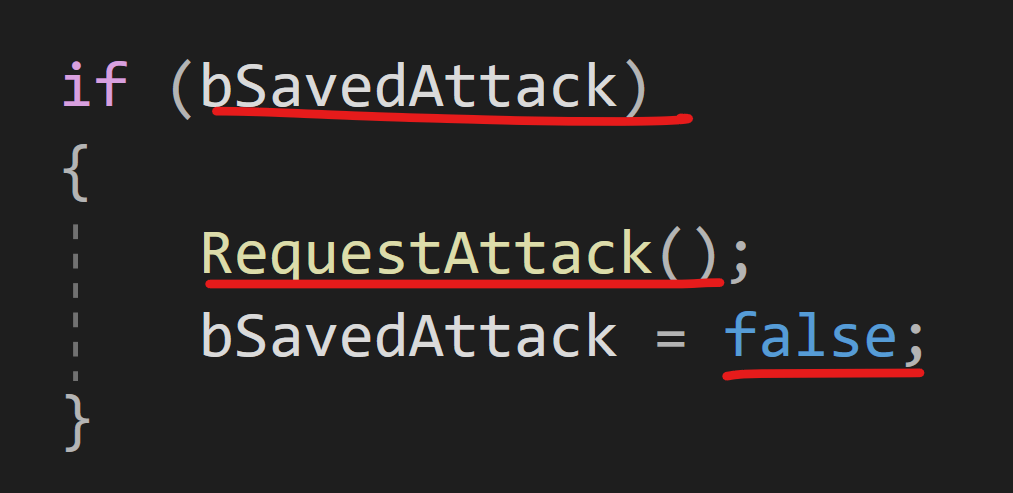 if (bSavedAttack)
{
RequestAttack();
bSavedAttack = false;
}